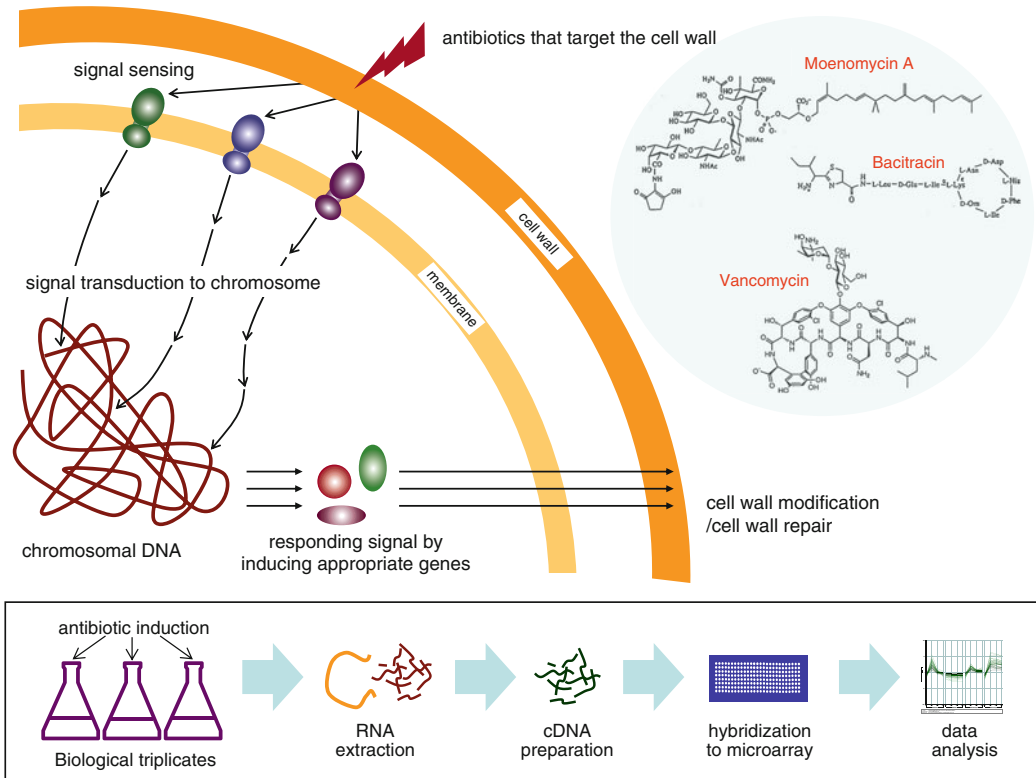 antibiotics that target the cell wall
signal sensing
Moenomycin A
Bacitracin
Vancomycin
cell wall
membrane
signal transduction to chromosome
chromosomal DNA
responding signal by
inducing appropriate genes
cell wall modification
/cell wall repair
antibiotic induction
Biological triplicates
RNA
extraction
cDNA
preparation
hybridization
to microarray
data
analysis